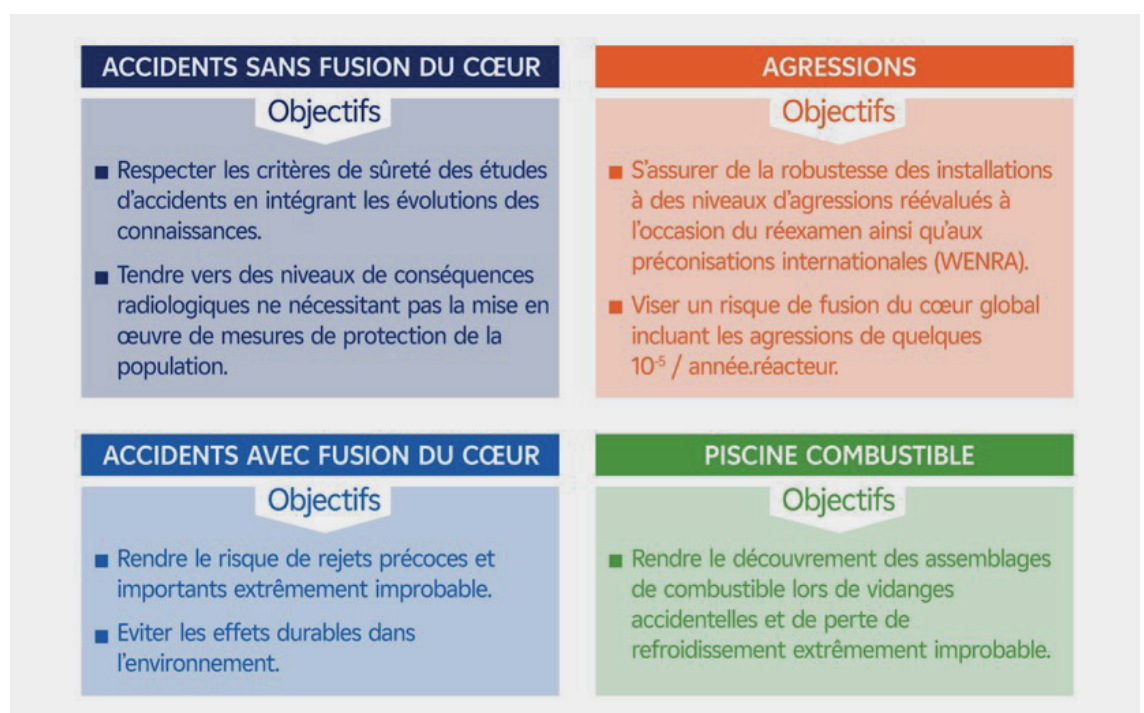 ACCIDENTS SANS FUSION DU CŒUR
Objectifs
■ Respecter les critères de sûreté des études
d'accidents en intégrant les évolutions des
connaissances.
■ Tendre vers des niveaux de conséquences
radiologiques ne nécessitant pas la mise en
œuvre de mesures de protection de la
population.
AGRESSIONS
Objectifs
■ S'assurer de la robustesse des installations
à des niveaux d'agressions réévalués à
l'occasion du réexamen ainsi qu'aux
préconisations internationales (WENRA).
■ Viser un risque de fusion du cœur global
incluant les agressions de quelques
10⁻⁵ / année.réacteur.
ACCIDENTS AVEC FUSION DU CŒUR
Objectifs
■ Rendre le risque de rejets précoces et
importants extrêmement improbable.
■ Eviter les effets durables dans
l'environnement.
PISCINE COMBUSTIBLE
Objectifs
■ Rendre le découvrement des assemblages
de combustible lors de vidanges
accidentelles et de perte de
refroidissement extrêmement improbable.